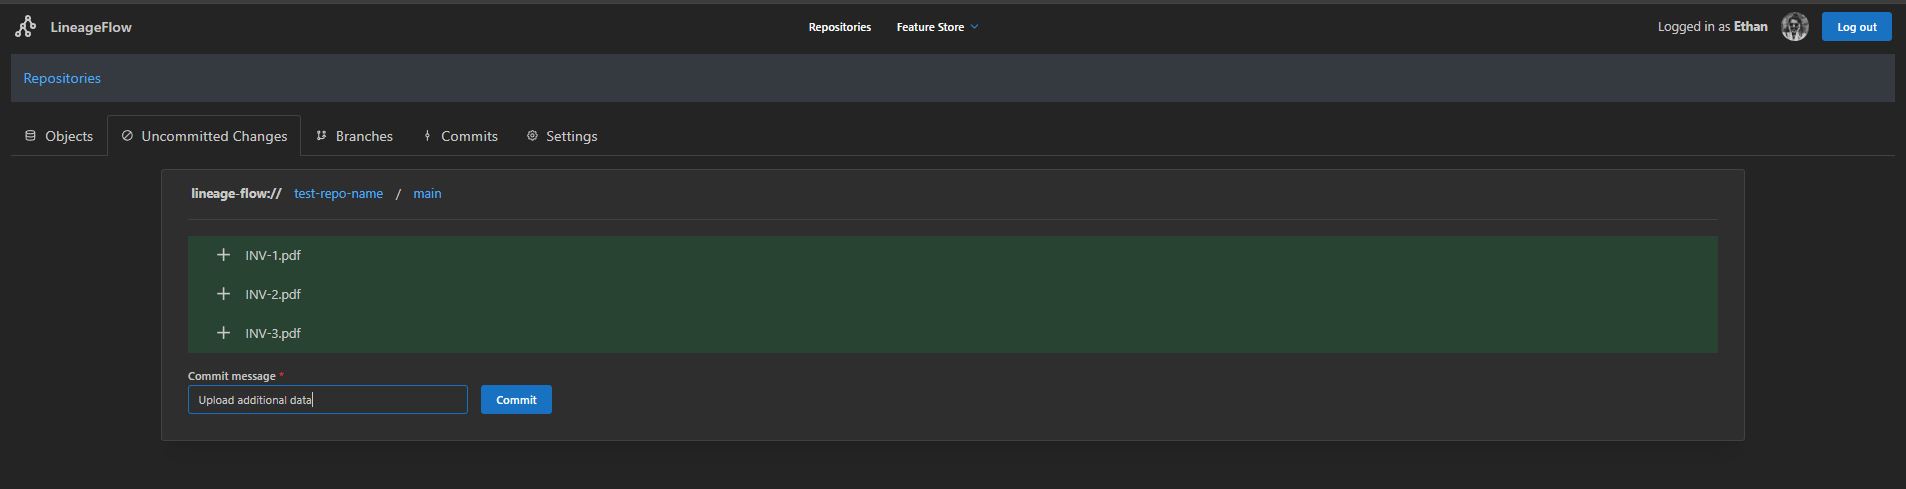 LineageFlow Repositories Feature Store Logged in as Ethan Log out
Repositories
Objects Uncommitted Changes Branches Commits Settings
lineage-flow:// test-repo-name / main
INV-1.pdf
INV-2.pdf
INV-3.pdf
Commit message *
Upload additional data Commit